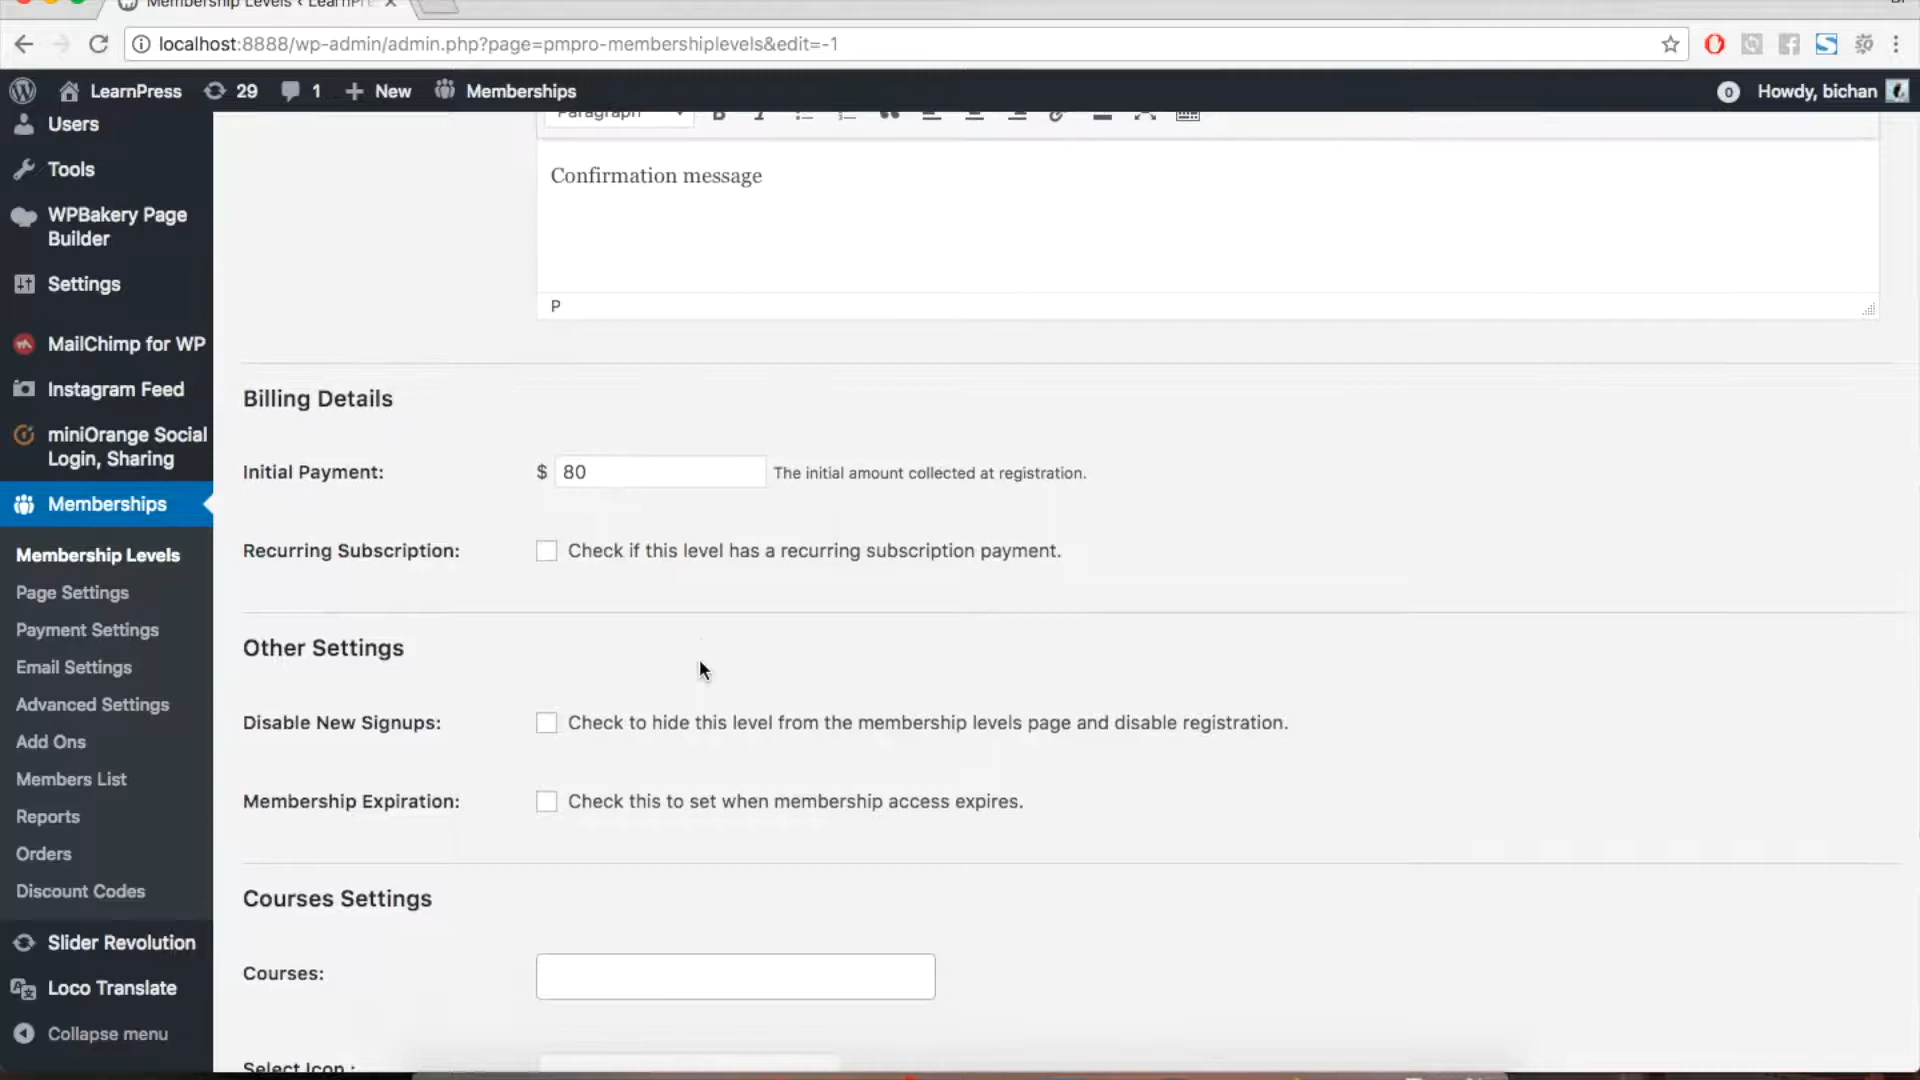 Membership Levels < LearnPre
localhost:8888/wp-admin/admin.php?page=pmpro-membershiplevels&edit=-1
LearnPress 29 1 New Memberships 0 Howdy, bichan
Users
Tools
WPBakery Page
Builder
Settings
MailChimp for WP
Instagram Feed
miniOrange Social
Login, Sharing
Memberships
Membership Levels
Page Settings
Payment Settings
Email Settings
Advanced Settings
Add Ons
Members List
Reports
Orders
Discount Codes
Slider Revolution
Loco Translate
Collapse menu
Paragraph
Confirmation message
P
Billing Details
Initial Payment: $ 80 The initial amount collected at registration.
Recurring Subscription: Check if this level has a recurring subscription payment.
Other Settings
Disable New Signups: Check to hide this level from the membership levels page and disable registration.
Membership Expiration: Check this to set when membership access expires.
Courses Settings
Courses:
Select Icon :